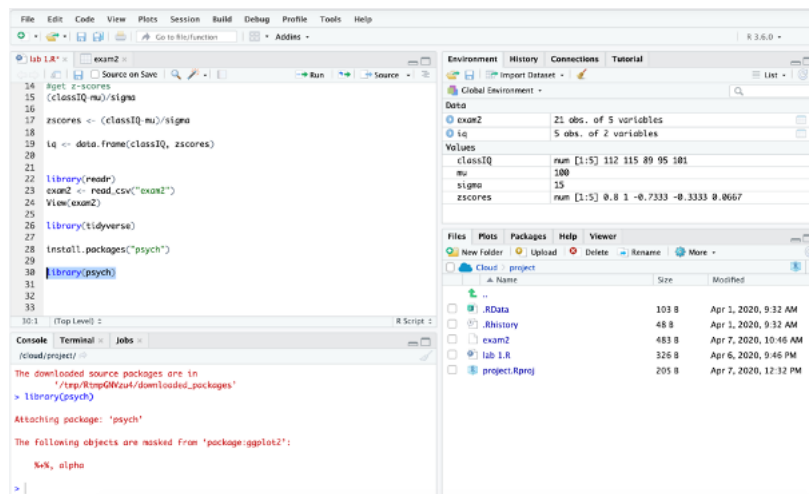 File Edit Code View Plots Session Build Debug Profile Tools Help
Go to file/function Addins R 3.6.0
lab 1.R* exam2
Source on Save Run Source
14 #get z-scores
15 (classIQ-mu)/sigma
16
17 zscores <- (classIQ-mu)/sigma
18
19 iq <- data.frame(classIQ, zscores)
20
21
22 library(readr)
23 exam2 <- read_csv("exam2")
24 View(exam2)
25
26 library(tidyverse)
27
28 install.packages("psych")
29
30 library(psych)
31
32
33
30:1 (Top Level) R Script
Console Terminal Jobs
/cloud/project/
The downloaded source packages are in
'/tmp/RtmpGNVzu4/downloaded_packages'
> library(psych)
Attaching package: 'psych'
The following objects are masked from 'package:ggplot2':
%+%, alpha
>
Environment History Connections Tutorial
Import Dataset List
Global Environment
Data
exam2 21 obs. of 5 variables
iq 5 obs. of 2 variables
Values
classIQ num [1:5] 112 115 89 95 101
mu 100
sigma 15
zscores num [1:5] 0.8 1 -0.7333 -0.3333 0.0667
Files Plots Packages Help Viewer
New Folder Upload Delete Rename More
Cloud project
Name Size Modified
..
.RData 103 B Apr 1, 2020, 9:32 AM
.Rhistory 48 B Apr 1, 2020, 9:32 AM
exam2 483 B Apr 7, 2020, 10:46 AM
lab 1.R 326 B Apr 6, 2020, 9:46 PM
project.Rproj 205 B Apr 7, 2020, 12:32 PM